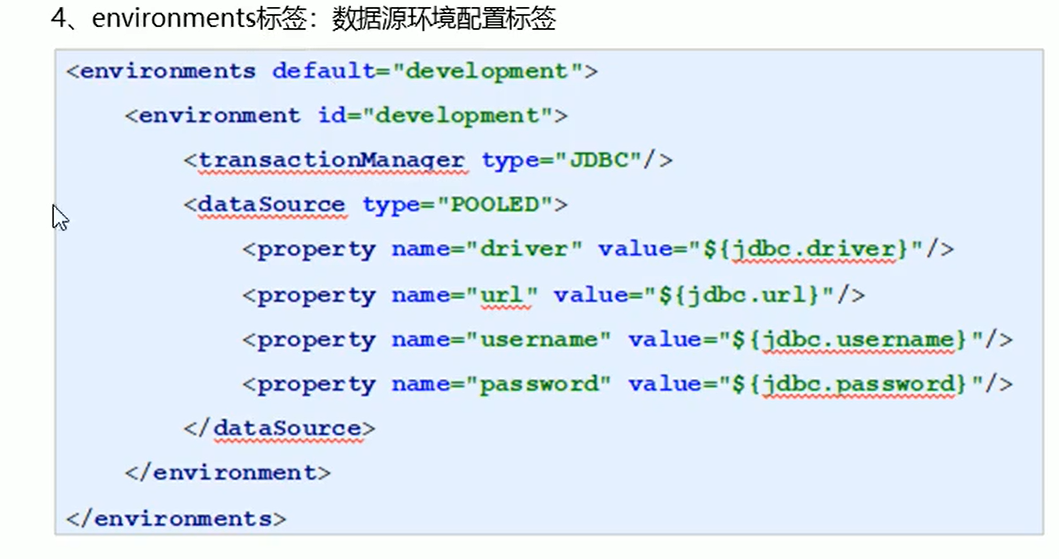 4、environments标签：数据源环境配置标签
<environments default="development">
<environment id="development">
<transactionManager type="JDBC"/>
<dataSource type="POOLED">
<property name="driver" value="${jdbc.driver}"/>
<property name="url" value="${jdbc.url}"/>
<property name="username" value="${jdbc.username}"/>
<property name="password" value="${jdbc.password}"/>
</dataSource>
</environment>
</environments>